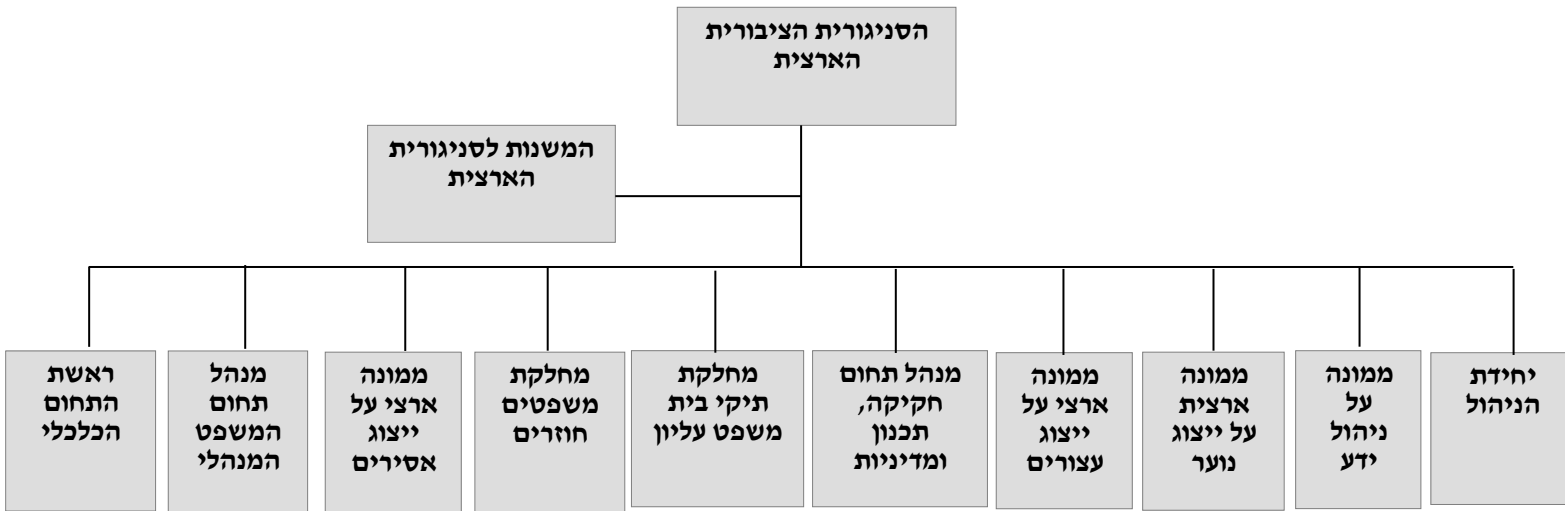 הסניגורית הציבורית
הארצית
המשנות לסניגורית
הארצית
יחידת
הניהול
ממונה
על
ניהול
ידע
ממונה
ארצית
על ייצוג
נוער
ממונה
ארצי על
ייצוג
עצורים
מנהל תחום
חקיקה,
תכנון
ומדיניות
מחלקת
תיקי בית
משפט עליון
מחלקת
משפטים
חוזרים
ממונה
ארצי על
ייצוג
אסירים
מנהל
תחום
המשפט
המנהלי
ראשת
התחום
הכלכלי